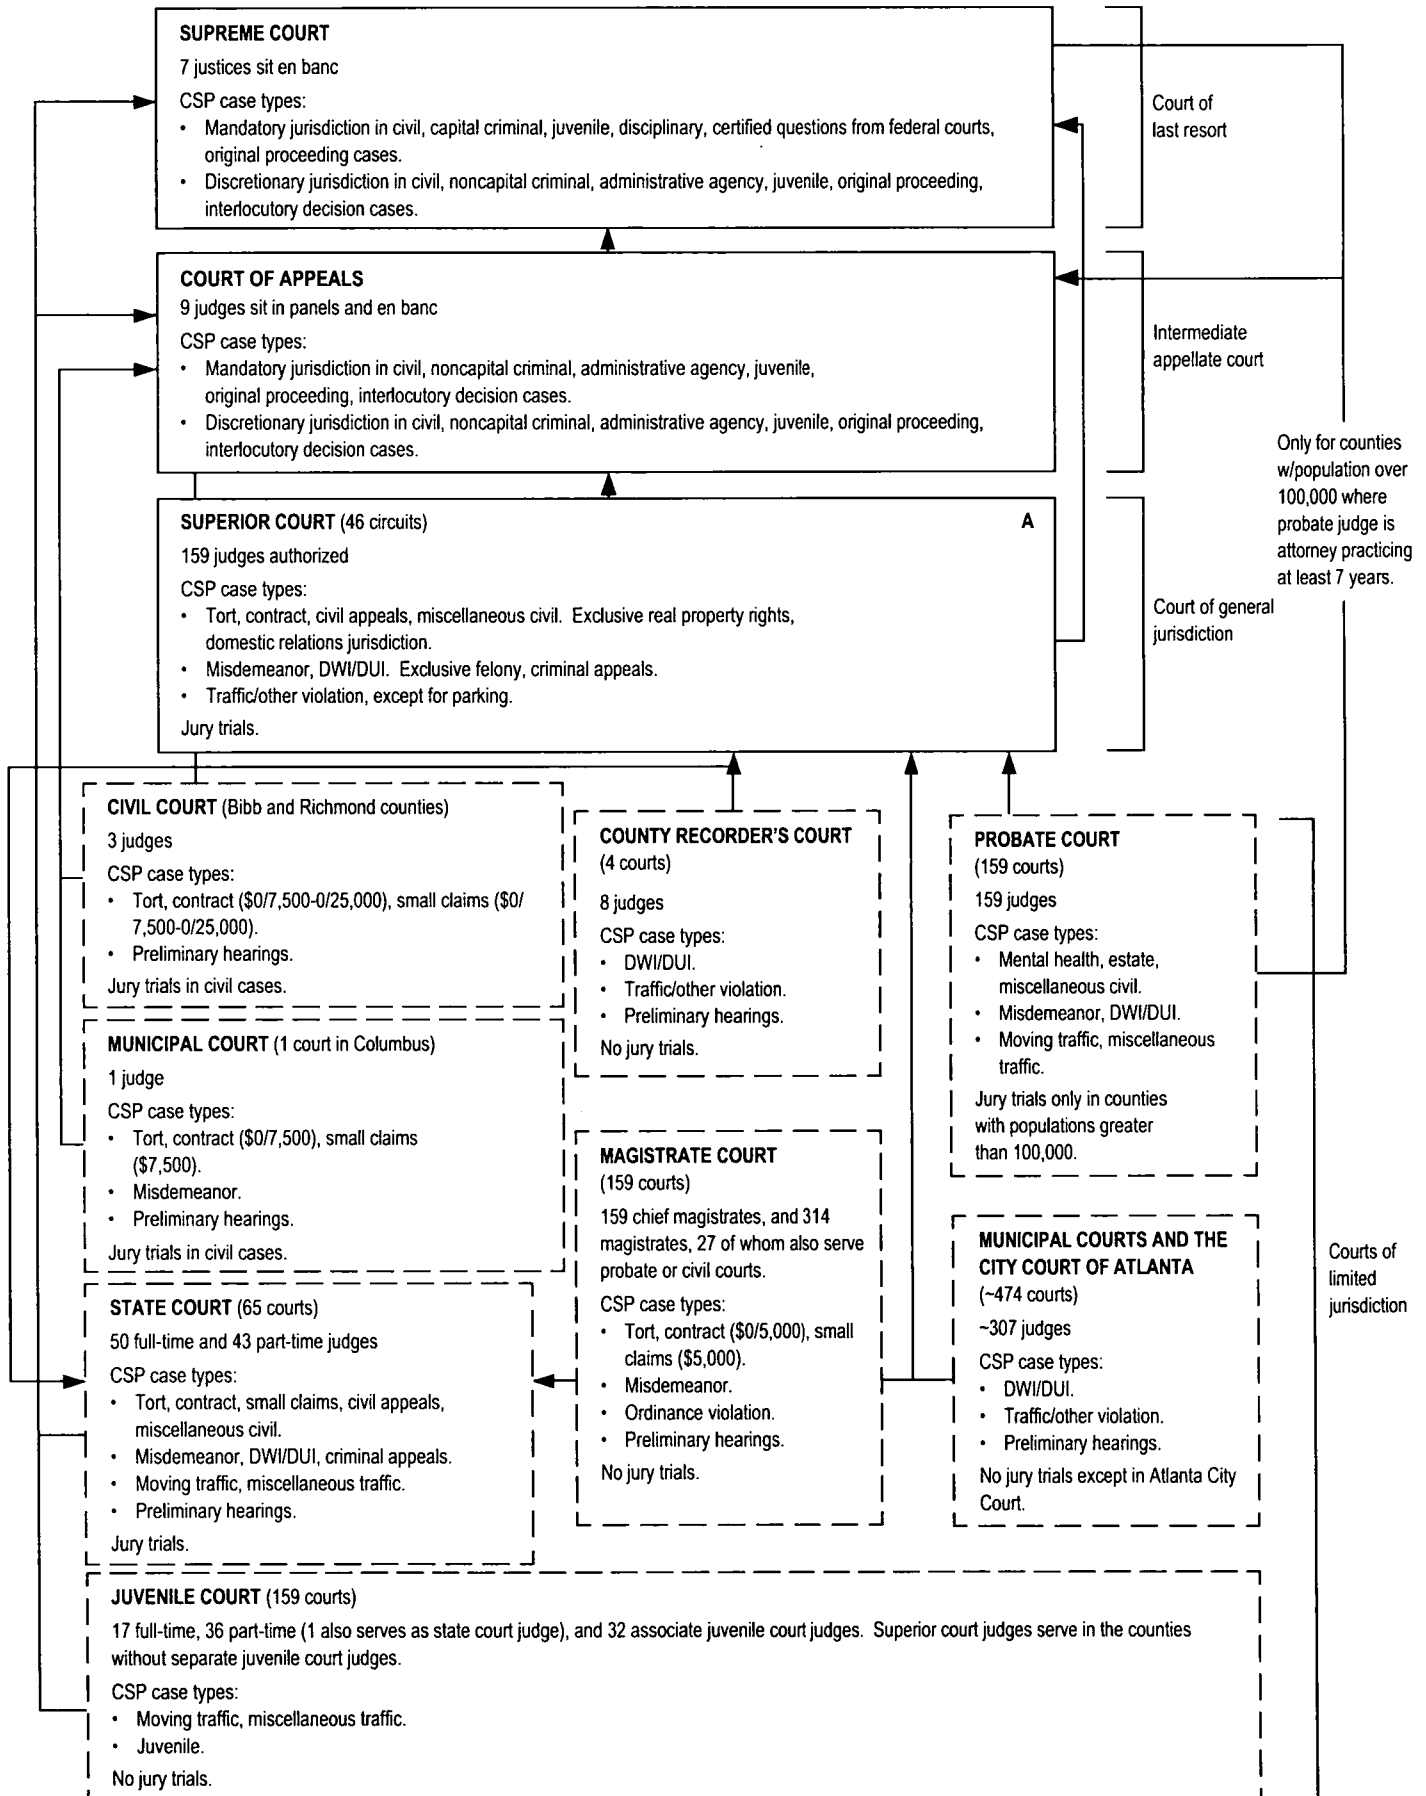 SUPREME COURT
7 justices sit en banc
CSP case types:
• Mandatory jurisdiction in civil, capital criminal, juvenile, disciplinary, certified questions from federal courts,
original proceeding cases.
• Discretionary jurisdiction in civil, noncapital criminal, administrative agency, juvenile, original proceeding,
interlocutory decision cases.
Court of
last resort
COURT OF APPEALS
9 judges sit in panels and en banc
CSP case types:
• Mandatory jurisdiction in civil, noncapital criminal, administrative agency, juvenile,
original proceeding, interlocutory decision cases.
• Discretionary jurisdiction in civil, noncapital criminal, administrative agency, juvenile, original proceeding,
interlocutory decision cases.
Intermediate
appellate court
Only for counties
w/population over
100,000 where
probate judge is
attorney practicing
at least 7 years.
SUPERIOR COURT (46 circuits)
A
159 judges authorized
CSP case types:
• Tort, contract, civil appeals, miscellaneous civil. Exclusive real property rights,
domestic relations jurisdiction.
• Misdemeanor, DWI/DUI. Exclusive felony, criminal appeals.
• Traffic/other violation, except for parking.
Jury trials.
Court of general
jurisdiction
CIVIL COURT (Bibb and Richmond counties)
3 judges
CSP case types:
• Tort, contract ($0/7,500-0/25,000), small claims ($0/
7,500-0/25,000).
• Preliminary hearings.
Jury trials in civil cases.
COUNTY RECORDER'S COURT
(4 courts)
8 judges
CSP case types:
• DWI/DUI.
• Traffic/other violation.
• Preliminary hearings.
No jury trials.
PROBATE COURT
(159 courts)
159 judges
CSP case types:
• Mental health, estate,
miscellaneous civil.
• Misdemeanor, DWI/DUI.
• Moving traffic, miscellaneous
traffic.
Jury trials only in counties
with populations greater
than 100,000.
MUNICIPAL COURT (1 court in Columbus)
1 judge
CSP case types:
• Tort, contract ($0/7,500), small claims
($7,500).
• Misdemeanor.
• Preliminary hearings.
Jury trials in civil cases.
MAGISTRATE COURT
(159 courts)
159 chief magistrates, and 314
magistrates, 27 of whom also serve
probate or civil courts.
CSP case types:
• Tort, contract ($0/5,000), small
claims ($5,000).
• Misdemeanor.
• Ordinance violation.
• Preliminary hearings.
No jury trials.
MUNICIPAL COURTS AND THE
CITY COURT OF ATLANTA
(~474 courts)
~307 judges
CSP case types:
• DWI/DUI.
• Traffic/other violation.
• Preliminary hearings.
No jury trials except in Atlanta City
Court.
Courts of
limited
jurisdiction
STATE COURT (65 courts)
50 full-time and 43 part-time judges
CSP case types:
• Tort, contract, small claims, civil appeals,
miscellaneous civil.
• Misdemeanor, DWI/DUI, criminal appeals.
• Moving traffic, miscellaneous traffic.
• Preliminary hearings.
Jury trials.
JUVENILE COURT (159 courts)
17 full-time, 36 part-time (1 also serves as state court judge), and 32 associate juvenile court judges. Superior court judges serve in the counties
without separate juvenile court judges.
CSP case types:
• Moving traffic, miscellaneous traffic.
• Juvenile.
No jury trials.